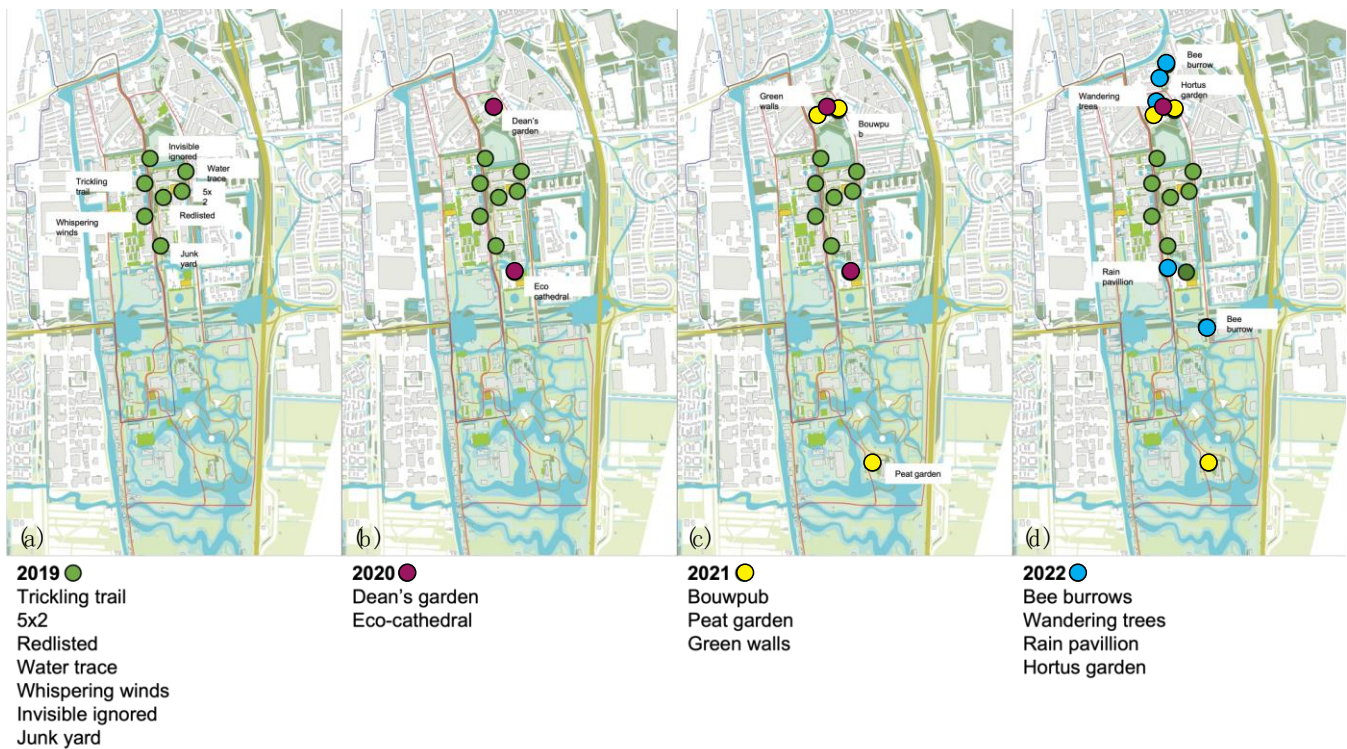 Invisible
ignored
Water
trace
Trickling
trail
5x
2
Redlisted
Whispering
winds
Junk
yard
(a)
Dean's
garden
Eco
cathedral
(b)
Green
walls
Bouwpu
b
Peat garden
(c)
Bee
burrow
Hortus
garden
Wandering
trees
Rain
pavillion
Bee
burrow
(d)
2019
Trickling trail
5x2
Redlisted
Water trace
Whispering winds
Invisible ignored
Junk yard
2020
Dean's garden
Eco-cathedral
2021
Bouwpub
Peat garden
Green walls
2022
Bee burrows
Wandering trees
Rain pavillion
Hortus garden